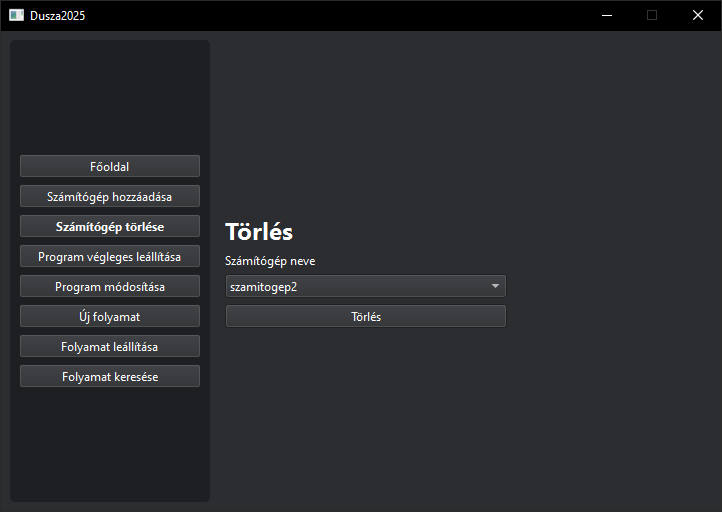 Dusza2025
Főoldal
Számítógép hozzáadása
Számítógép törlése
Program végleges leállítása
Program módosítása
Új folyamat
Folyamat leállítása
Folyamat keresése
Törlés
Számítógép neve
szamitogep2
Törlés